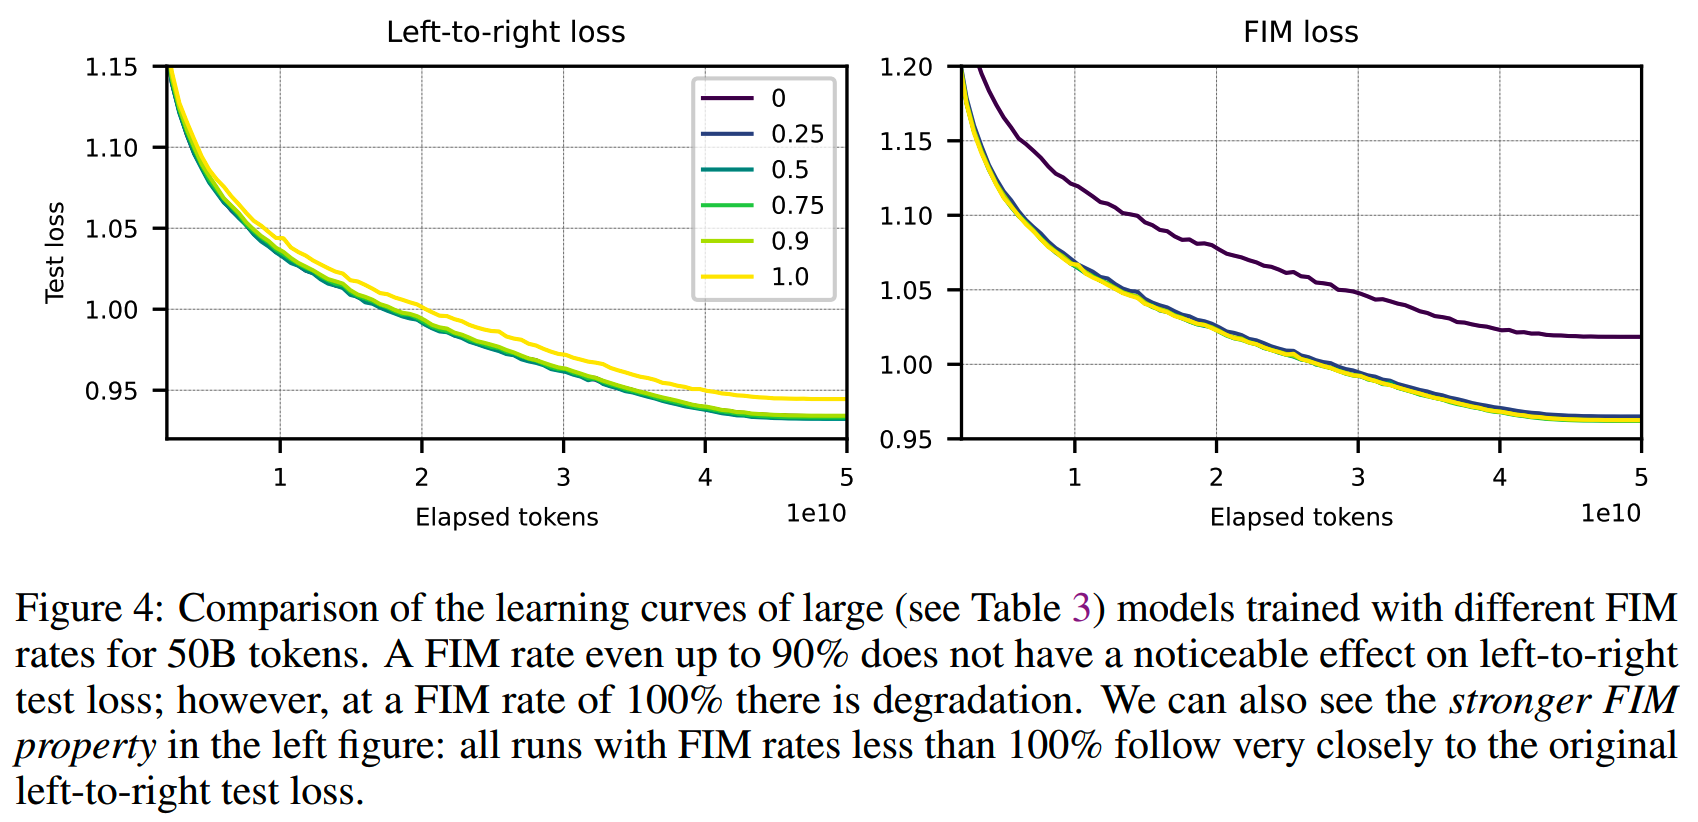 Left-to-right loss
FIM loss
1.15
1.10
1.05
1.00
0.95
Test loss
0
0.25
0.5
0.75
0.9
1.0
1 2 3 4 5
1e10
Elapsed tokens
1.20
1.15
1.10
1.05
1.00
0.95
1 2 3 4 5
1e10
Elapsed tokens
Figure 4: Comparison of the learning curves of large (see Table 3) models trained with different FIM
rates for 50B tokens. A FIM rate even up to 90% does not have a noticeable effect on left-to-right
test loss; however, at a FIM rate of 100% there is degradation. We can also see the stronger FIM
property in the left figure: all runs with FIM rates less than 100% follow very closely to the original
left-to-right test loss.